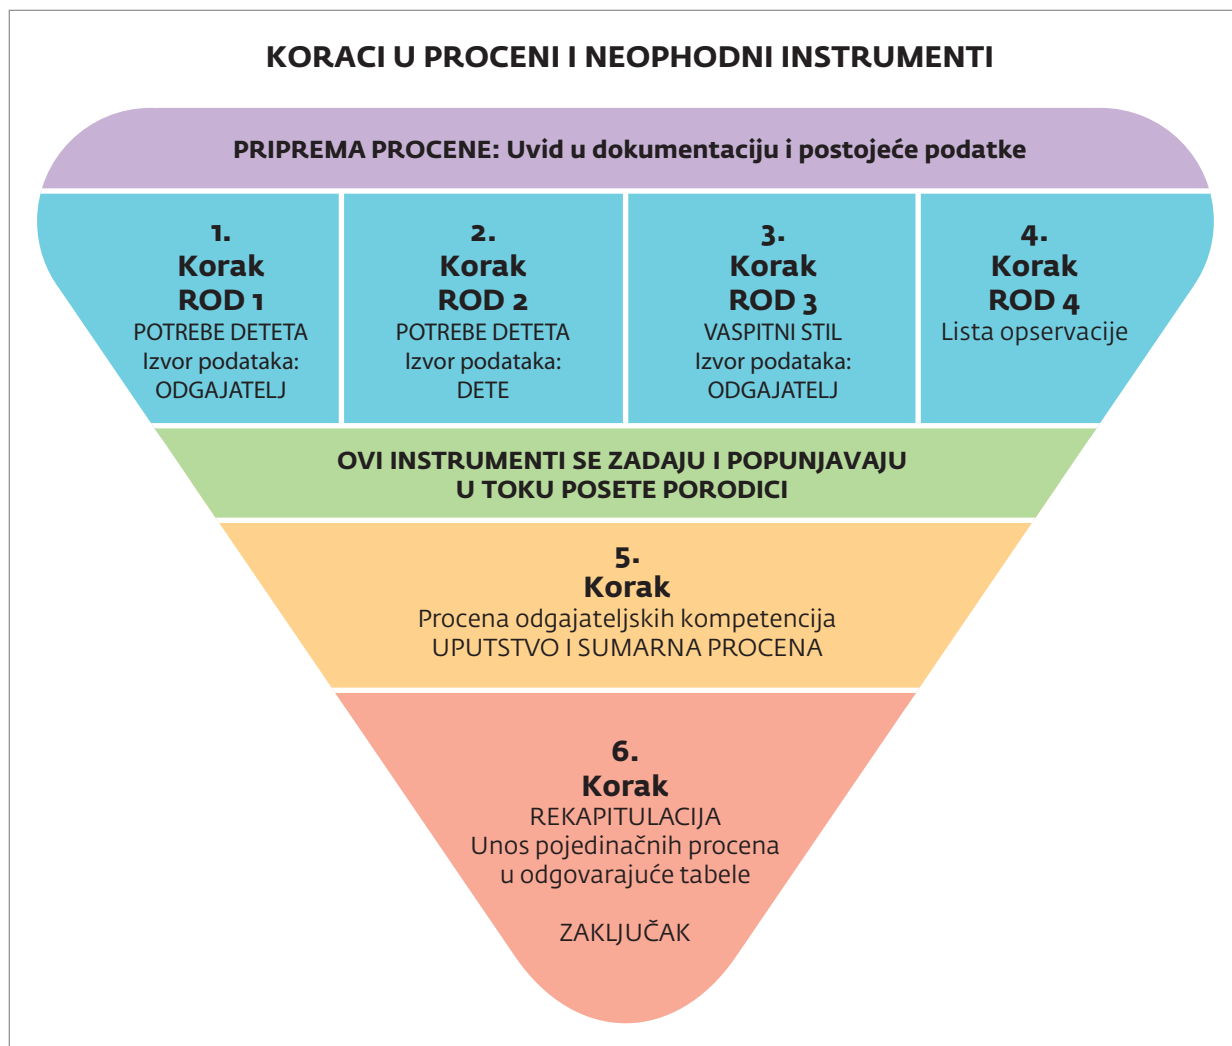 KORACI U PROCENI I NEOPHODNI INSTRUMENTI
PRIPREMA PROCENE: Uvid u dokumentaciju i postojeće podatke
1.
Korak
ROD 1
POTREBE DETETA
Izvor podataka:
ODGAJATELJ
2.
Korak
ROD 2
POTREBE DETETA
Izvor podataka:
DETE
3.
Korak
ROD 3
VASPITNI STIL
Izvor podataka:
ODGAJATELJ
4.
Korak
ROD 4
Lista opservacije
OVI INSTRUMENTI SE ZADAJU I POPUNJAVAJU
U TOKU POSETE PORODICI
5.
Korak
Procena odgajateljskih kompetencija
UPUTSTVO I SUMARNA PROCENA
6.
Korak
REKAPITULACIJA
Unos pojedinačnih procena
u odgovarajuće tabele
ZAKLJUČAK